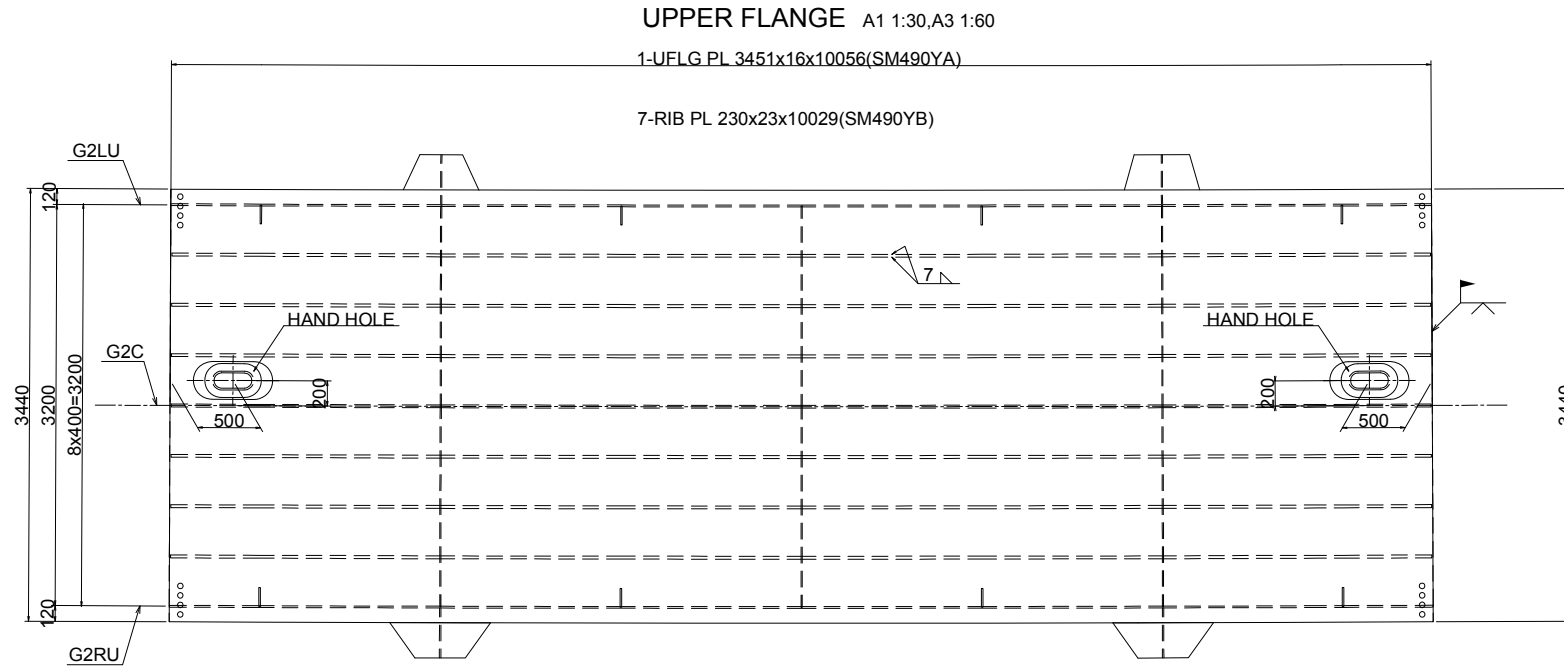 UPPER FLANGE A1 1:30,A3 1:60
1-UFLG PL 3451x16x10056(SM490YA)
7-RIB PL 230x23x10029(SM490YB)
G2LU
120
7
HAND HOLE
HAND HOLE
G2C
200
200
500
500
3440
3200
8x400=3200
3440
120
G2RU